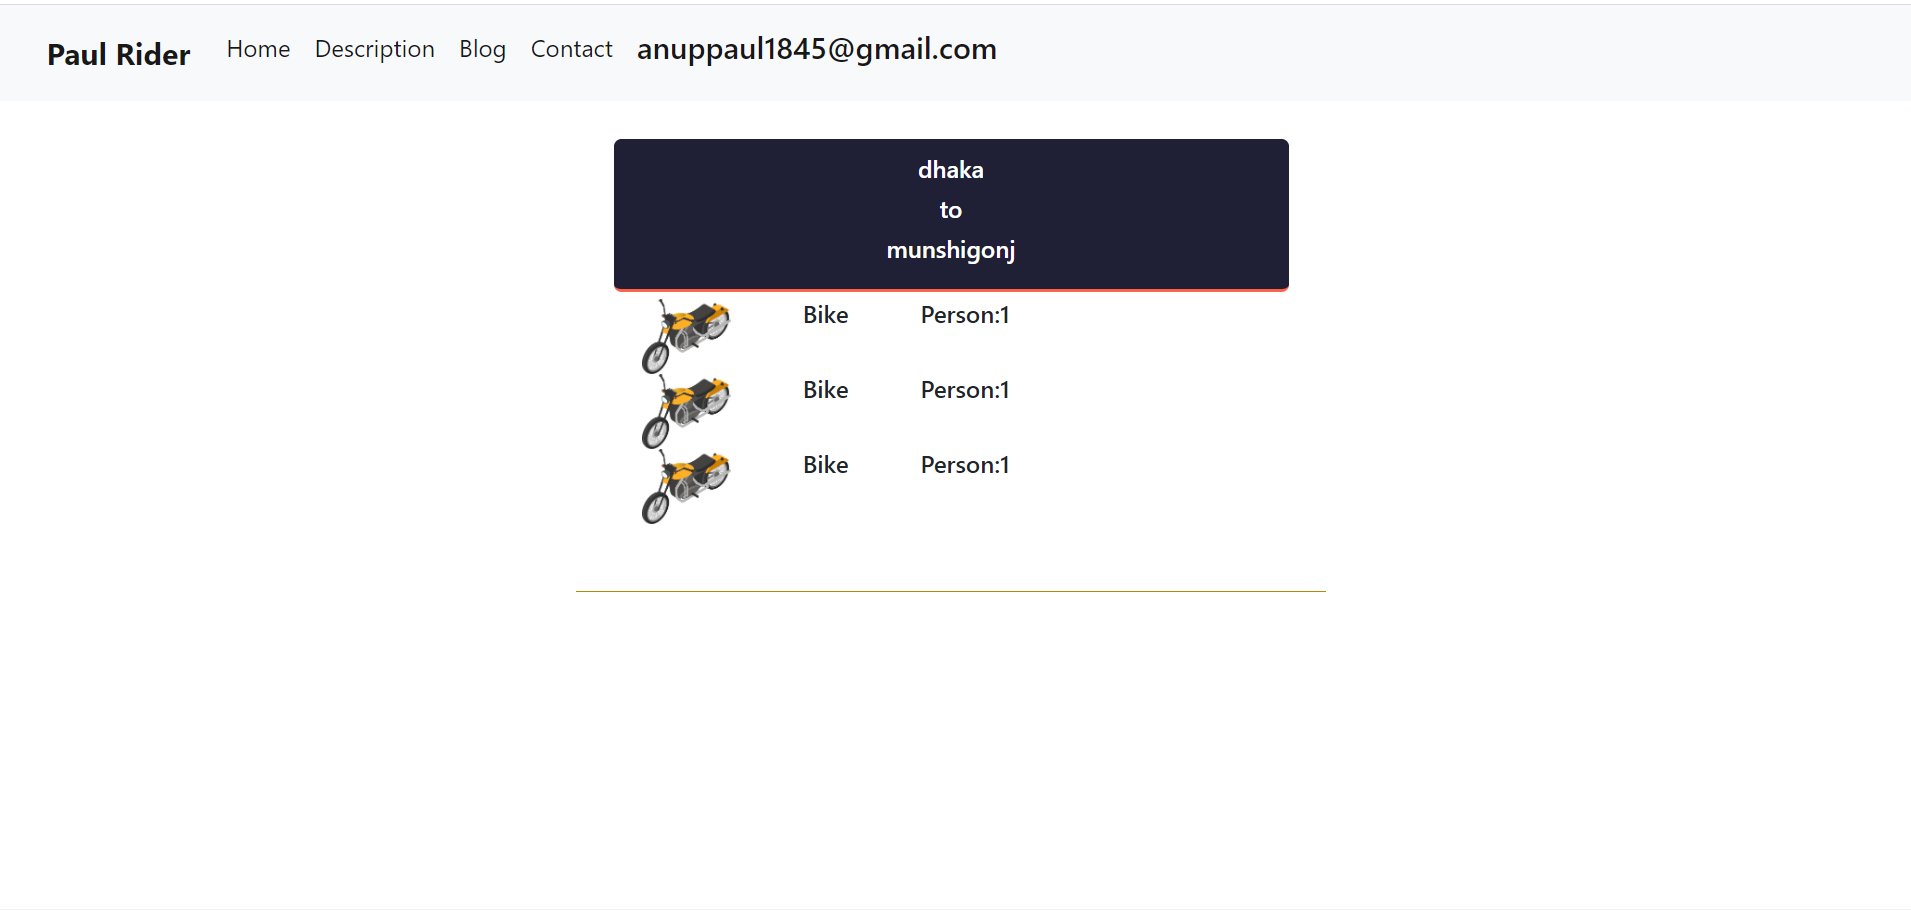 Paul Rider Home Description Blog Contact anuppaul1845@gmail.com
dhaka
to
munshigonj
Bike Person:1
Bike Person:1
Bike Person:1